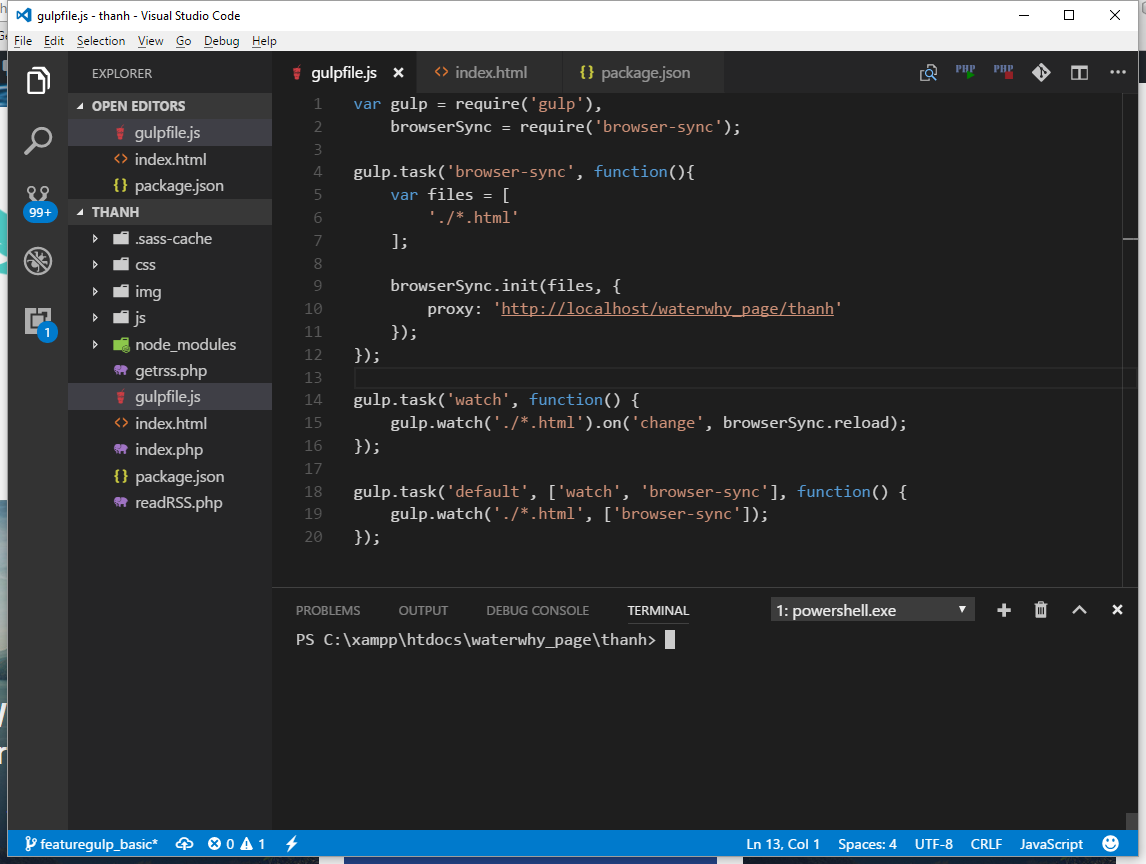 gulpfile.js - thanh - Visual Studio Code
File Edit Selection View Go Debug Help
EXPLORER
OPEN EDITORS
gulpfile.js
index.html
package.json
THANH
.sass-cache
css
img
js
node_modules
getrss.php
gulpfile.js
index.html
index.php
package.json
readRSS.php
99+
1
gulpfile.js index.html package.json PHP PHP
1 var gulp = require('gulp'),
2 browserSync = require('browser-sync');
3
4 gulp.task('browser-sync', function(){
5 var files = [
6 './*.html'
7 ];
8
9 browserSync.init(files, {
10 proxy: 'http://localhost/waterwhy_page/thanh'
11 });
12 });
13
14 gulp.task('watch', function() {
15 gulp.watch('./*.html').on('change', browserSync.reload);
16 });
17
18 gulp.task('default', ['watch', 'browser-sync'], function() {
19 gulp.watch('./*.html', ['browser-sync']);
20 });
PROBLEMS OUTPUT DEBUG CONSOLE TERMINAL 1: powershell.exe
PS C:\xampp\htdocs\waterwhy_page\thanh>
featuregulp_basic* 0 1 Ln 13, Col 1 Spaces: 4 UTF-8 CRLF JavaScript